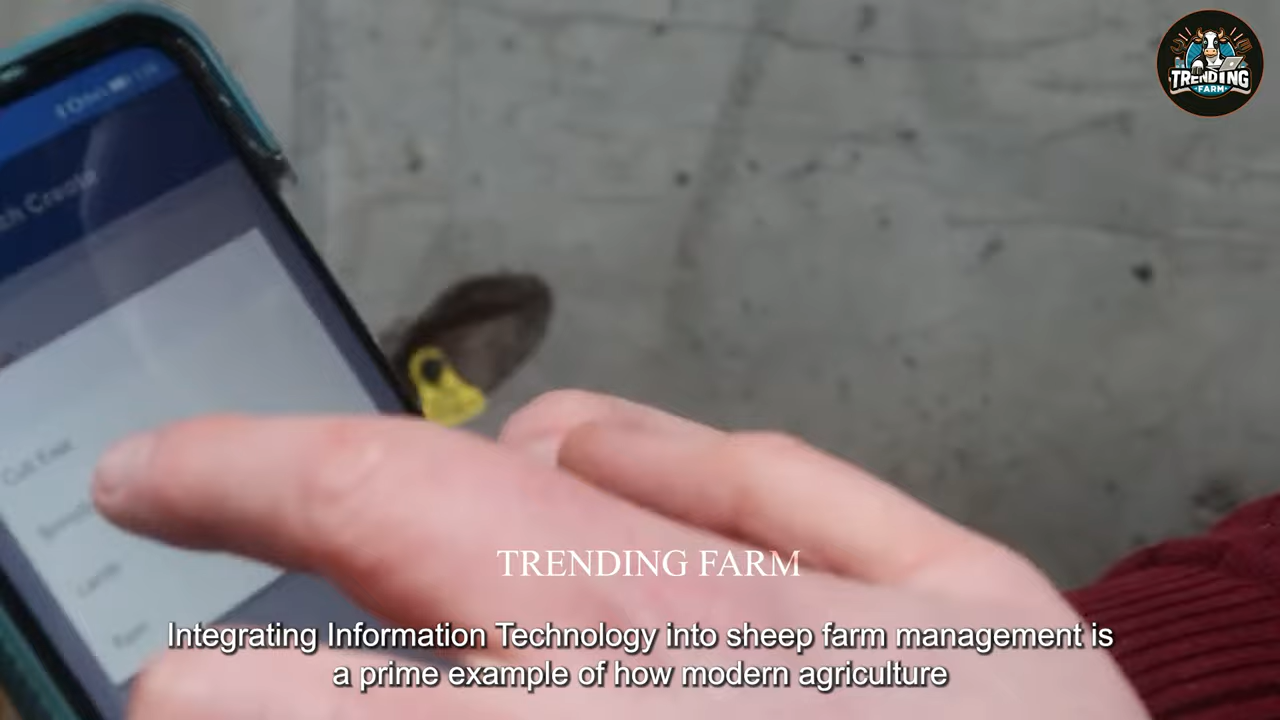 TRENDING
FARM
TRENDING FARM
Integrating Information Technology into sheep farm management is
a prime example of how modern agriculture